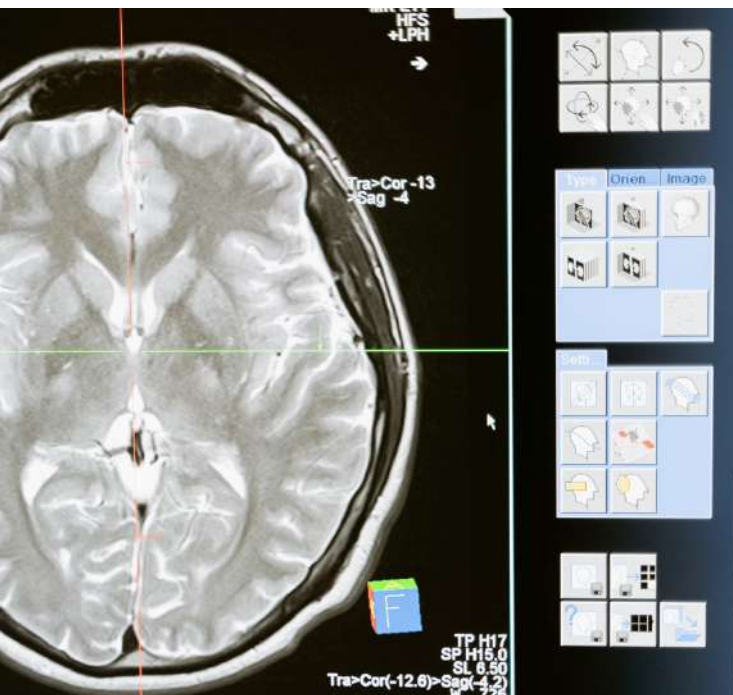 HFS
+LPH
Tra>Cor -13
>Sag -4
Type
Orien...
Image
Setti...
F
A
TP H17
SP H15.0
SL 6.50
Tra>Cor(-12.6)>Sag(-4.2)